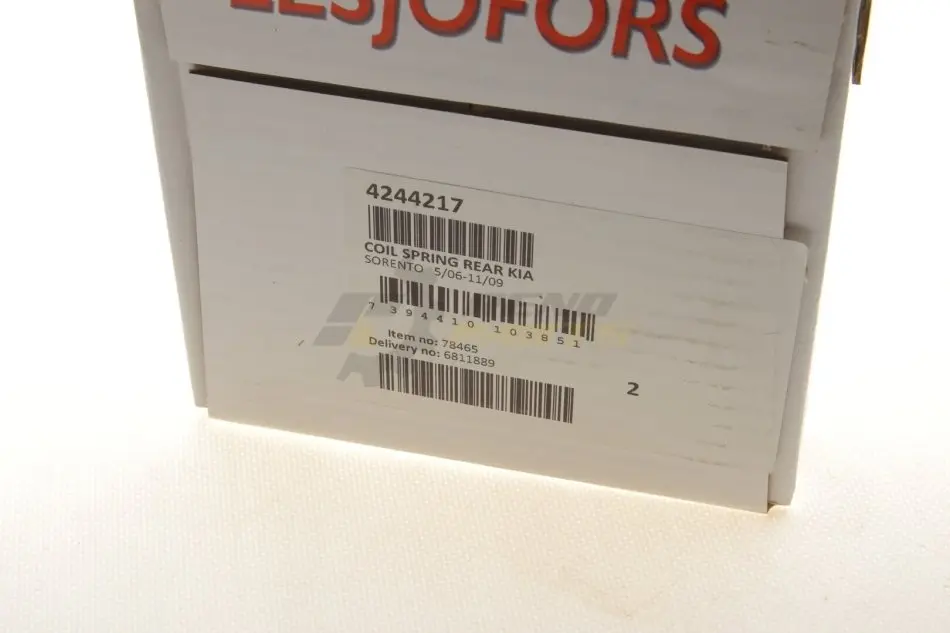 LESJÖFORS
4244217
COIL SPRING REAR KIA
SORENTO 5/06-11/09
7 394410 103851
Item no: 78465
Delivery no: 6811889
2